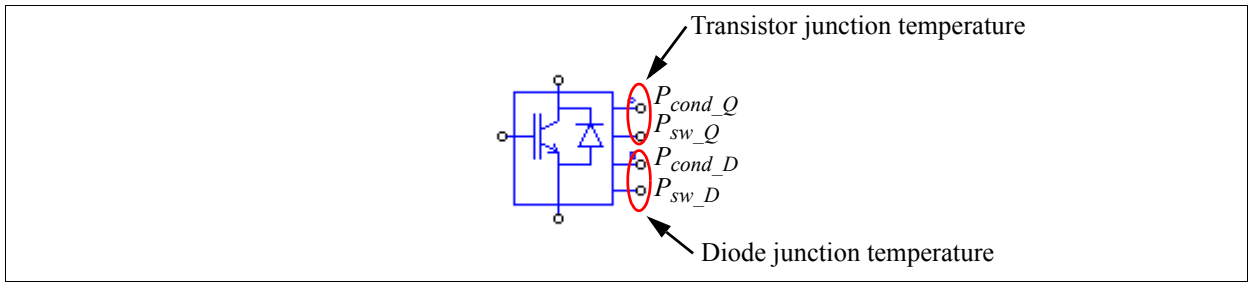 Transistor junction temperature
P_cond_Q
P_sw_Q
P_cond_D
P_sw_D
Diode junction temperature